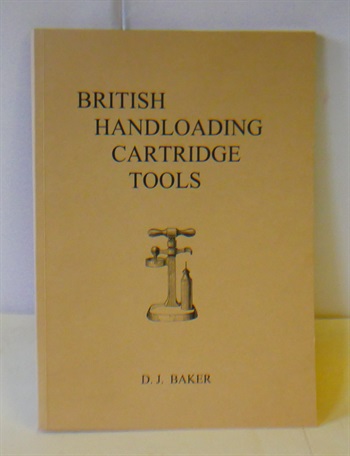 BRITISH
HANDLOADING
CARTRIDGE
TOOLS
D. J. BAKER